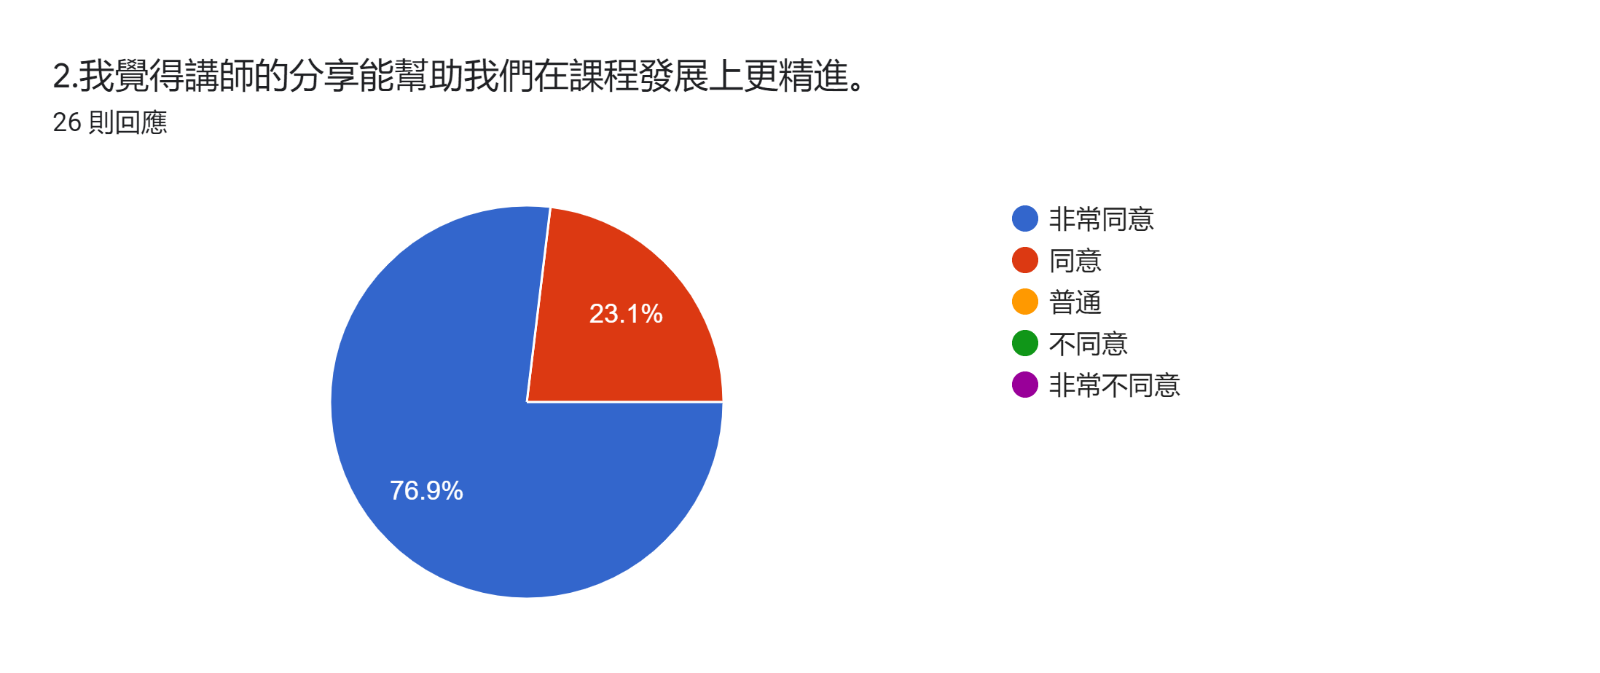 2.我覺得講師的分享能幫助我們在課程發展上更精進。
26 則回應
非常同意
同意
普通
不同意
非常不同意
23.1%
76.9%